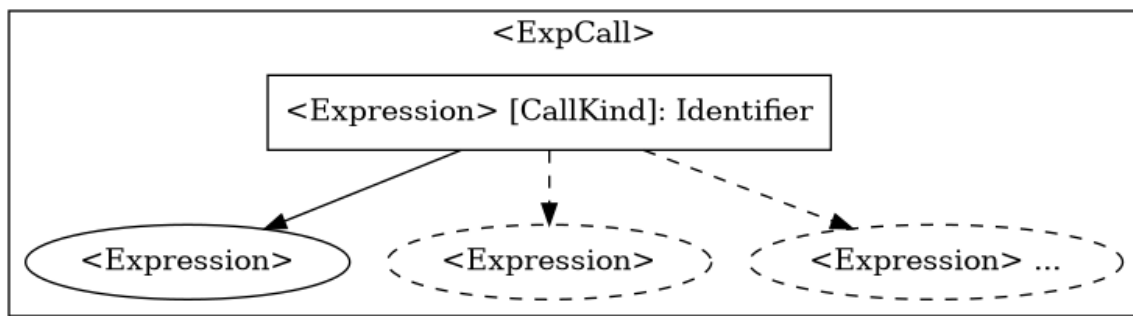 <ExpCall>
<Expression> [CallKind]: Identifier
<Expression>
<Expression>
<Expression> ...